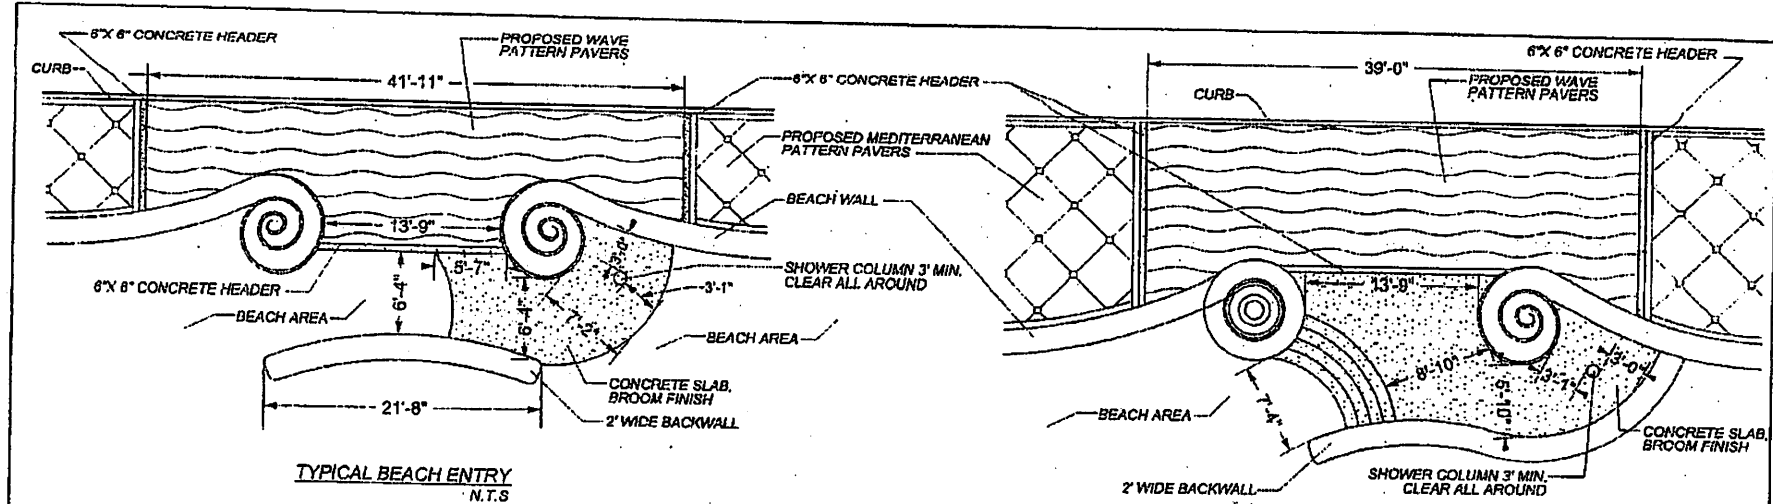 6"X 6" CONCRETE HEADER
PROPOSED WAVE
PATTERN PAVERS
CURB
41'-11"
6"X 6" CONCRETE HEADER
PROPOSED MEDITERRANEAN
PATTERN PAVERS
BEACH WALL
13'-9"
5'-7"
3'-0"
SHOWER COLUMN 3' MIN.
CLEAR ALL AROUND
3'-1"
6"X 6" CONCRETE HEADER
6'-4"
6'-4"
7'-2"
BEACH AREA
BEACH AREA
CONCRETE SLAB,
BROOM FINISH
21'-8"
2' WIDE BACKWALL
TYPICAL BEACH ENTRY
N.T.S
6"X 6" CONCRETE HEADER
39'-0"
PROPOSED WAVE
PATTERN PAVERS
CURB
13'-9"
8'-10"
5'-10"
3'-1"
3'-0"
7'-4"
BEACH AREA
CONCRETE SLAB,
BROOM FINISH
SHOWER COLUMN 3' MIN.
CLEAR ALL AROUND
2' WIDE BACKWALL